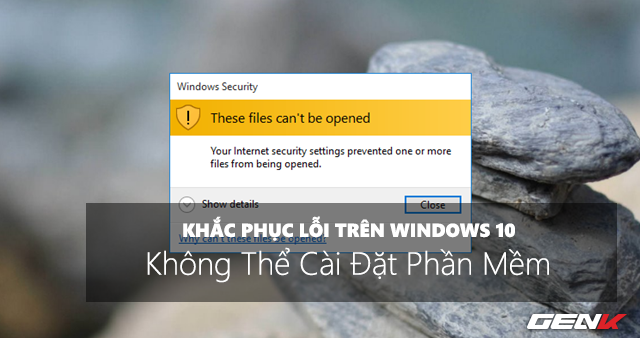 Windows Security
These files can't be opened
Your Internet security settings prevented one or more
files from being opened.
Show details
Close
Why can't these files be opened?
KHẮC PHỤC LỖI TRÊN WINDOWS 10
Không Thể Cài Đặt Phần Mềm
GENK